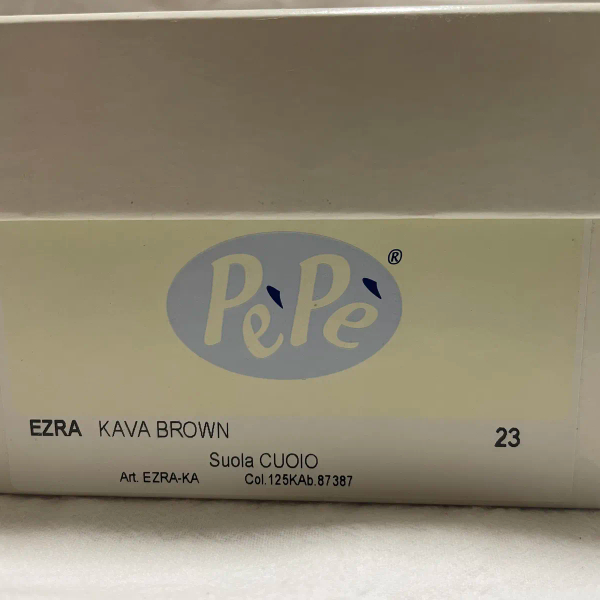 PèPè ®
EZRA KAVA BROWN 23
Suola CUOIO
Art. EZRA-KA Col.125KAb.87387